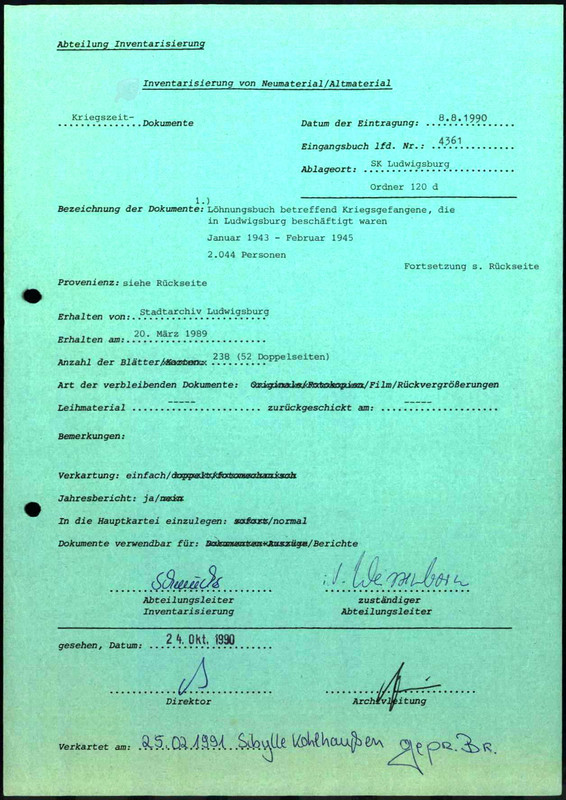 Abteilung Inventarisierung
Inventarisierung von Neumaterial/Altmaterial
Kriegszeit-Dokumente
Datum der Eintragung: 8.8.1990
Eingangsbuch lfd. Nr.: 4361
Ablageort: SK Ludwigsburg
Ordner 120 d
1.)
Bezeichnung der Dokumente: Löhnungsbuch betreffend Kriegsgefangene, die
in Ludwigsburg beschäftigt waren
Januar 1943 - Februar 1945
2.044 Personen
Fortsetzung s. Rückseite
Provenienz: siehe Rückseite
Erhalten von: Stadtarchiv Ludwigsburg
Erhalten am: 20. März 1989
Anzahl der Blätter/Karten: 238 (52 Doppelseiten)
Art der verbleibenden Dokumente: Originale/Fotokopien/Film/Rückvergrößerungen
Leihmaterial ----- zurückgeschickt am: -----
Bemerkungen:
Verkartung: einfach/doppelt/fotomechanisch
Jahresbericht: ja/nein
In die Hauptkartei einzulegen: sofort/normal
Dokumente verwendbar für: Dokumenten-Auszüge/Berichte
i.V. Wessenborn
Abteilungsleiter
Inventarisierung
zuständiger
Abteilungsleiter
gesehen, Datum: 24. Okt. 1990
Direktor
Archivleitung
Verkartet am: 25.02.1991 Sibylle Kohlhaußen gepr. Br.